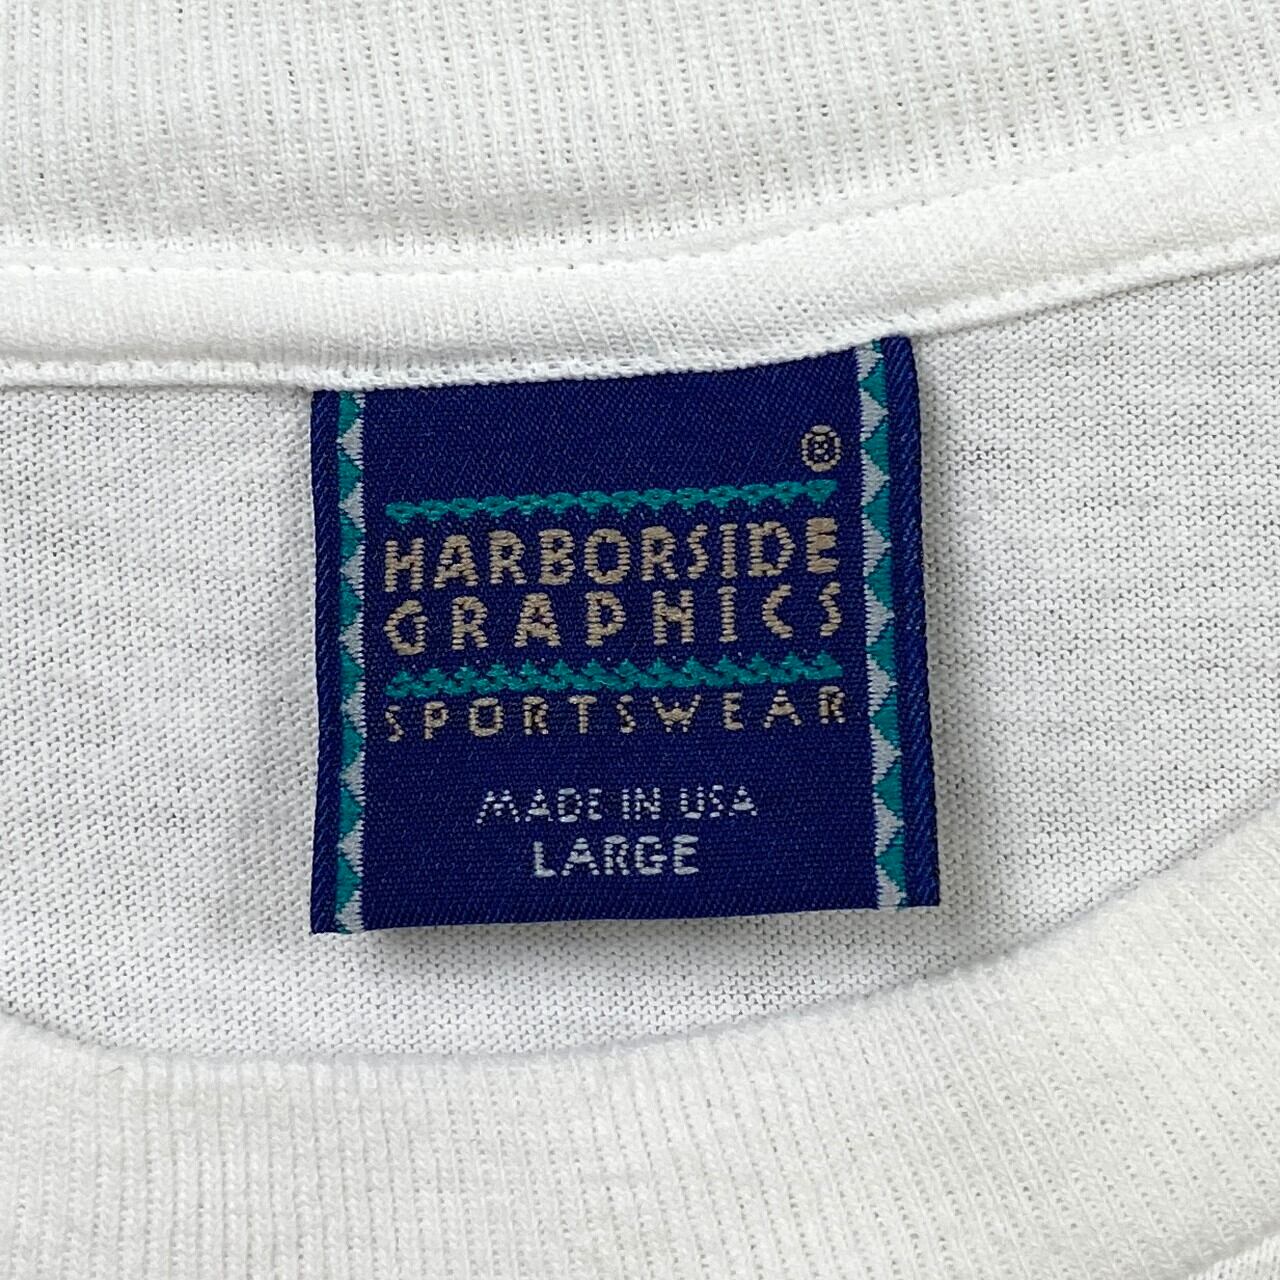 ®
HARBORSIDE
GRAPHICS
SPORTSWEAR
MADE IN USA
LARGE